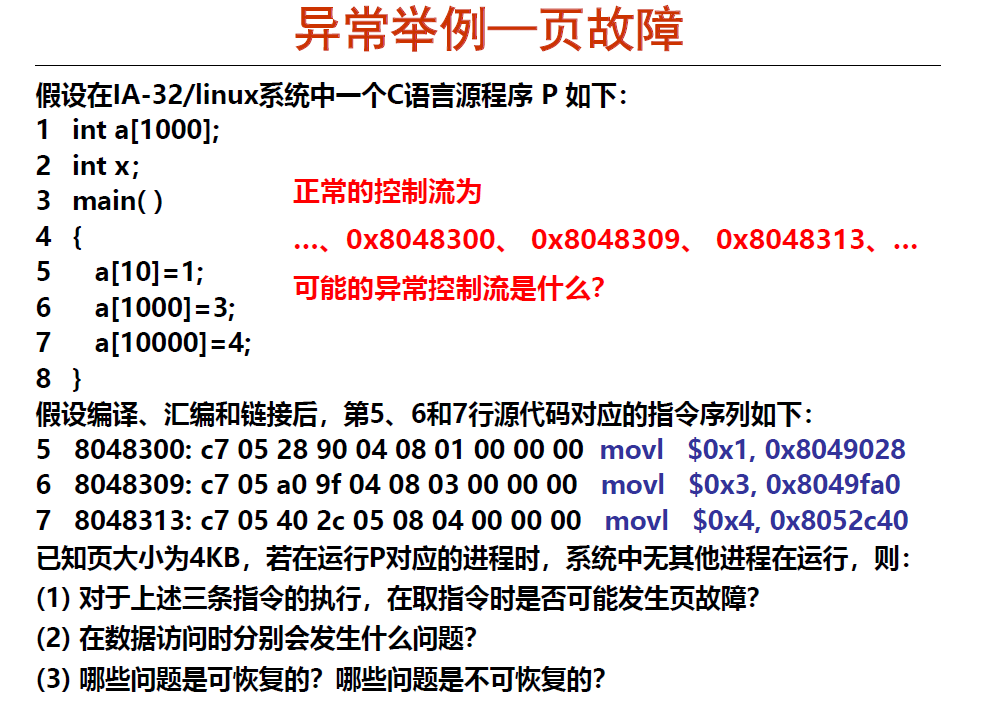 异常举例—页故障
假设在IA-32/linux系统中一个C语言源程序 P 如下：
1 int a[1000];
2 int x;
3 main( )
4 {
5 a[10]=1;
6 a[1000]=3;
7 a[10000]=4;
8 }
正常的控制流为
…、0x8048300、 0x8048309、 0x8048313、…
可能的异常控制流是什么？
假设编译、汇编和链接后，第5、6和7行源代码对应的指令序列如下：
5 8048300: c7 05 28 90 04 08 01 00 00 00 movl $0x1, 0x8049028
6 8048309: c7 05 a0 9f 04 08 03 00 00 00 movl $0x3, 0x8049fa0
7 8048313: c7 05 40 2c 05 08 04 00 00 00 movl $0x4, 0x8052c40
已知页大小为4KB，若在运行P对应的进程时，系统中无其他进程在运行，则：
(1) 对于上述三条指令的执行，在取指令时是否可能发生页故障？
(2) 在数据访问时分别会发生什么问题？
(3) 哪些问题是可恢复的？哪些问题是不可恢复的？